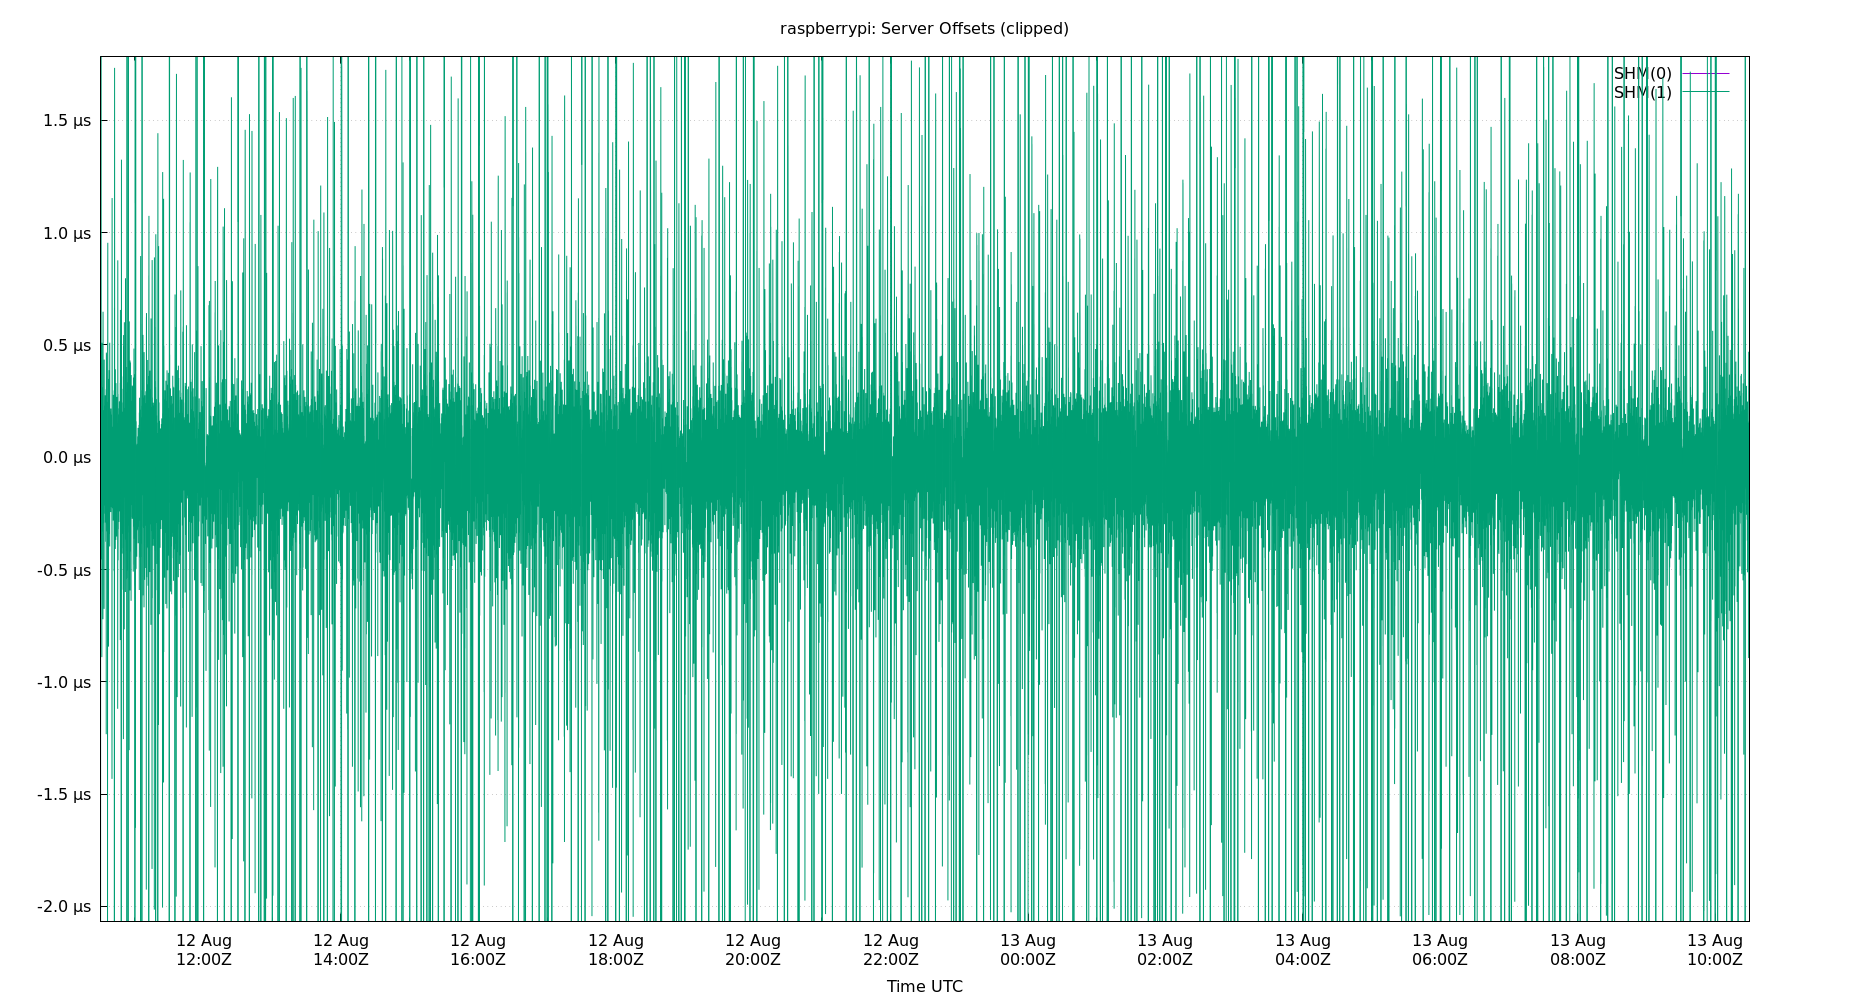 raspberrypi: Server Offsets (clipped)
SHM(0)
SHM(1)
1.5 µs
1.0 µs
0.5 µs
0.0 µs
-0.5 µs
-1.0 µs
-1.5 µs
-2.0 µs
12 Aug 12 Aug 12 Aug 12 Aug 12 Aug 12 Aug 13 Aug 13 Aug 13 Aug 13 Aug 13 Aug 13 Aug
12:00Z 14:00Z 16:00Z 18:00Z 20:00Z 22:00Z 00:00Z 02:00Z 04:00Z 06:00Z 08:00Z 10:00Z
Time UTC